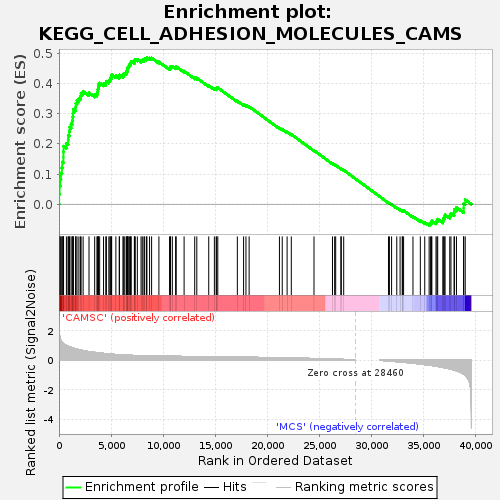 Enrichment plot:
KEGG_CELL_ADHESION_MOLECULES_CAMS
Enrichment score (ES)
0.5
0.4
0.3
0.2
0.1
0.0
'CAMSC' (positively correlated)
Ranked list metric (Signal2Noise)
2
0
-2
-4
Zero cross at 28460
'MCS' (negatively correlated)
0
5,000
10,000
15,000
20,000
25,000
30,000
35,000
40,000
Rank in Ordered Dataset
Enrichment profile
Hits
Ranking metric scores